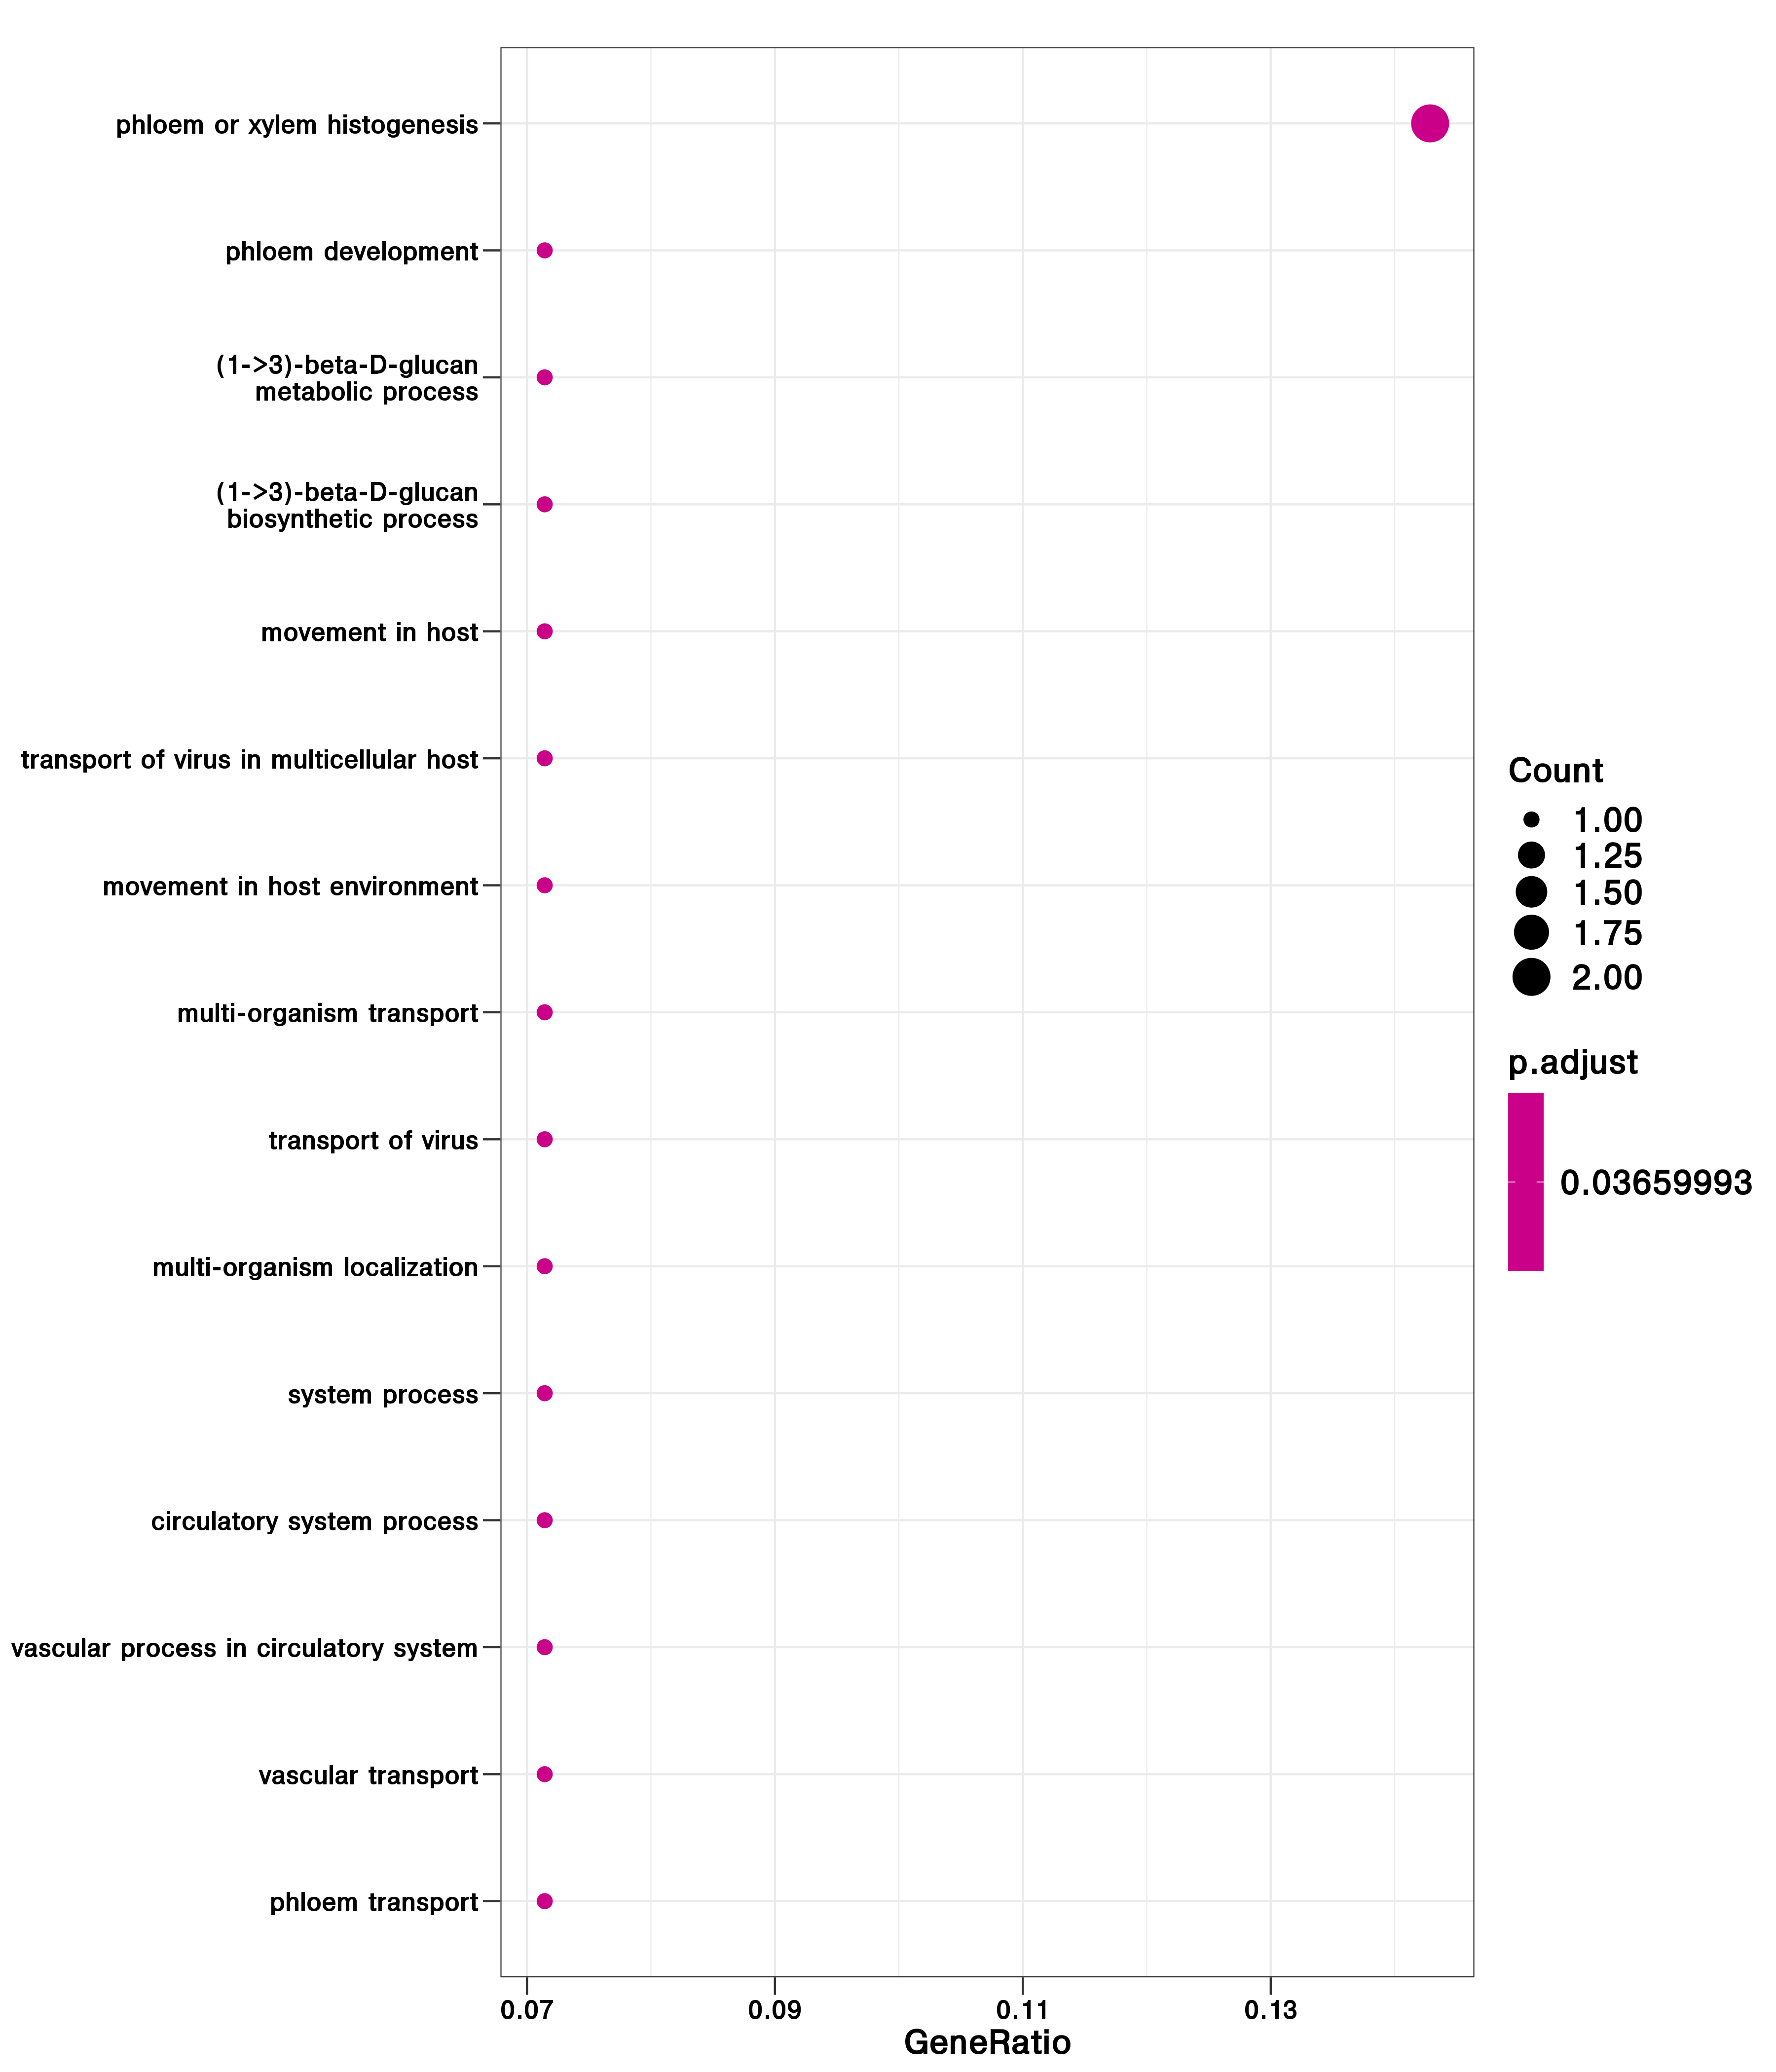 phloem or xylem histogenesis
phloem development
(1->3)-beta-D-glucan
metabolic process
(1->3)-beta-D-glucan
biosynthetic process
movement in host
transport of virus in multicellular host
movement in host environment
multi-organism transport
transport of virus
multi-organism localization
system process
circulatory system process
vascular process in circulatory system
vascular transport
phloem transport
0.07 0.09 0.11 0.13
GeneRatio
Count
1.00
1.25
1.50
1.75
2.00
p.adjust
0.03659993